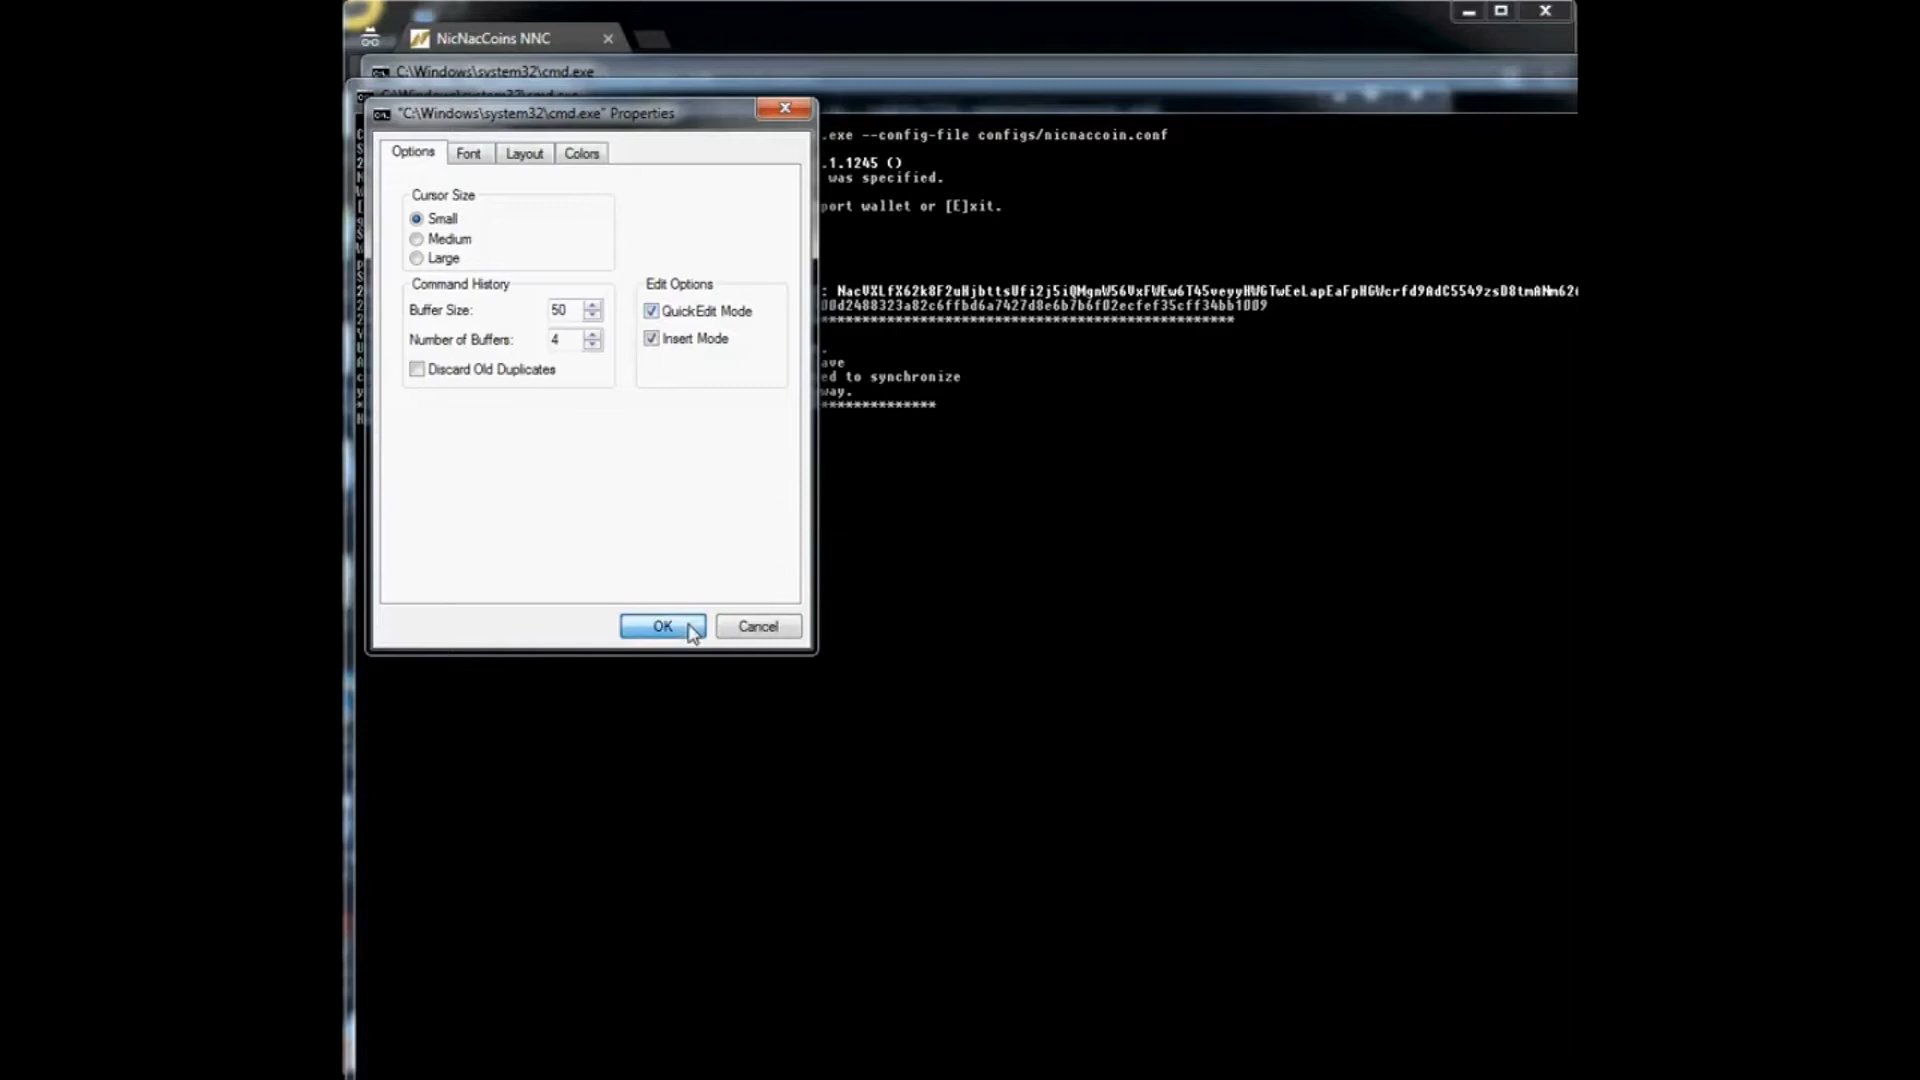 NicNacCoins NNC
C:\Windows\system32\cmd.exe
"C:\Windows\system32\cmd.exe" Properties
.exe --config-file configs/nicnaccoin.conf
Options Font Layout Colors
.1.1245 ()
was specified.
Cursor Size
port wallet or [E]xit.
Small
Medium
Large
Command History
Edit Options
: NacVXLfX62k8F2uHjbttsUfi2j5iQMgnW56VxFWEw6T45veyyHWGTwEeLapEaFpHGWcrfd9AdC5549zsD8tmANm62
Buffer Size: 50
QuickEdit Mode
00d2488323a82c6ffbd6a7427d8e6b7b6f02ecfef35cff34bb1009
*************************************************
Number of Buffers: 4
Insert Mode
.
ave
Discard Old Duplicates
ed to synchronize
way.
**************
OK Cancel